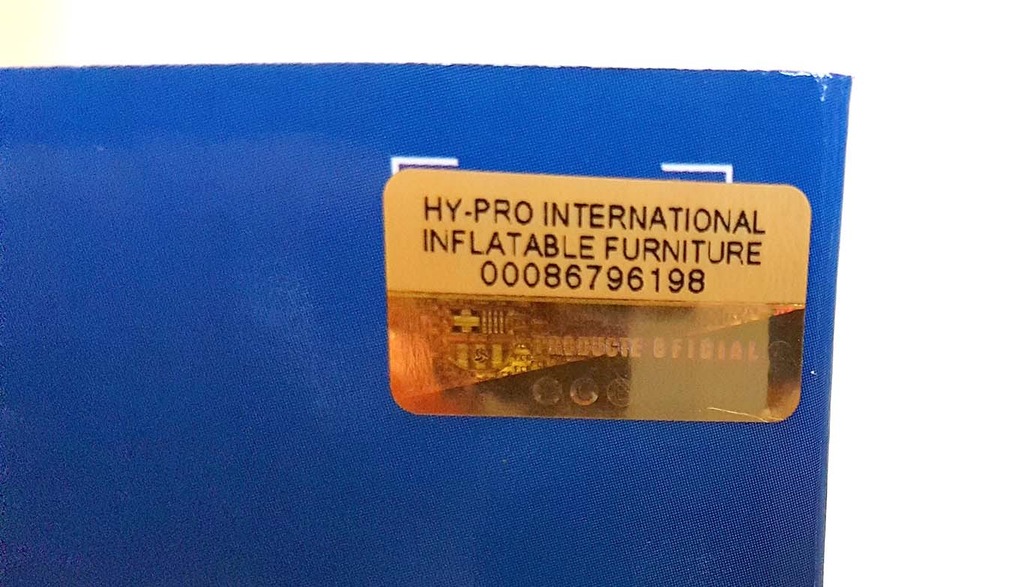 HY-PRO INTERNATIONAL
INFLATABLE FURNITURE
00086796198
PRODUCTE OFICIAL